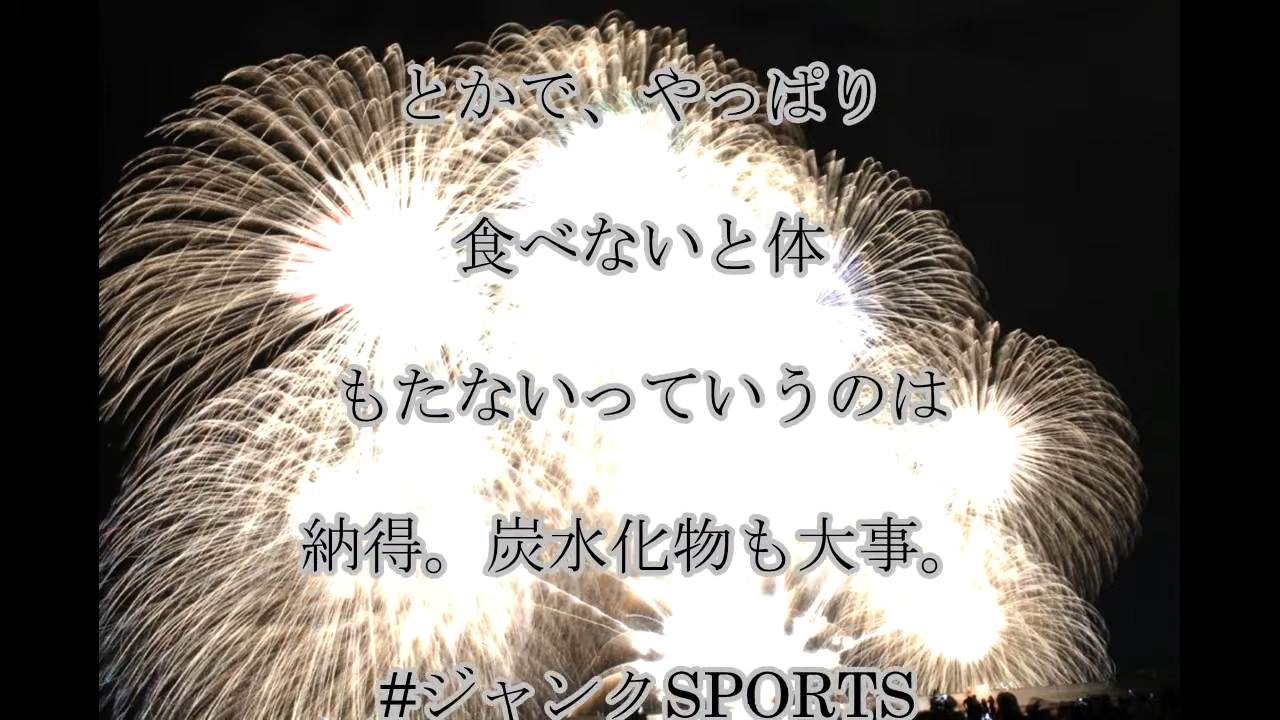 とかで、やっぱり
食べないと体
もたないっていうのは
納得。炭水化物も大事。
#ジャンクSPORTS